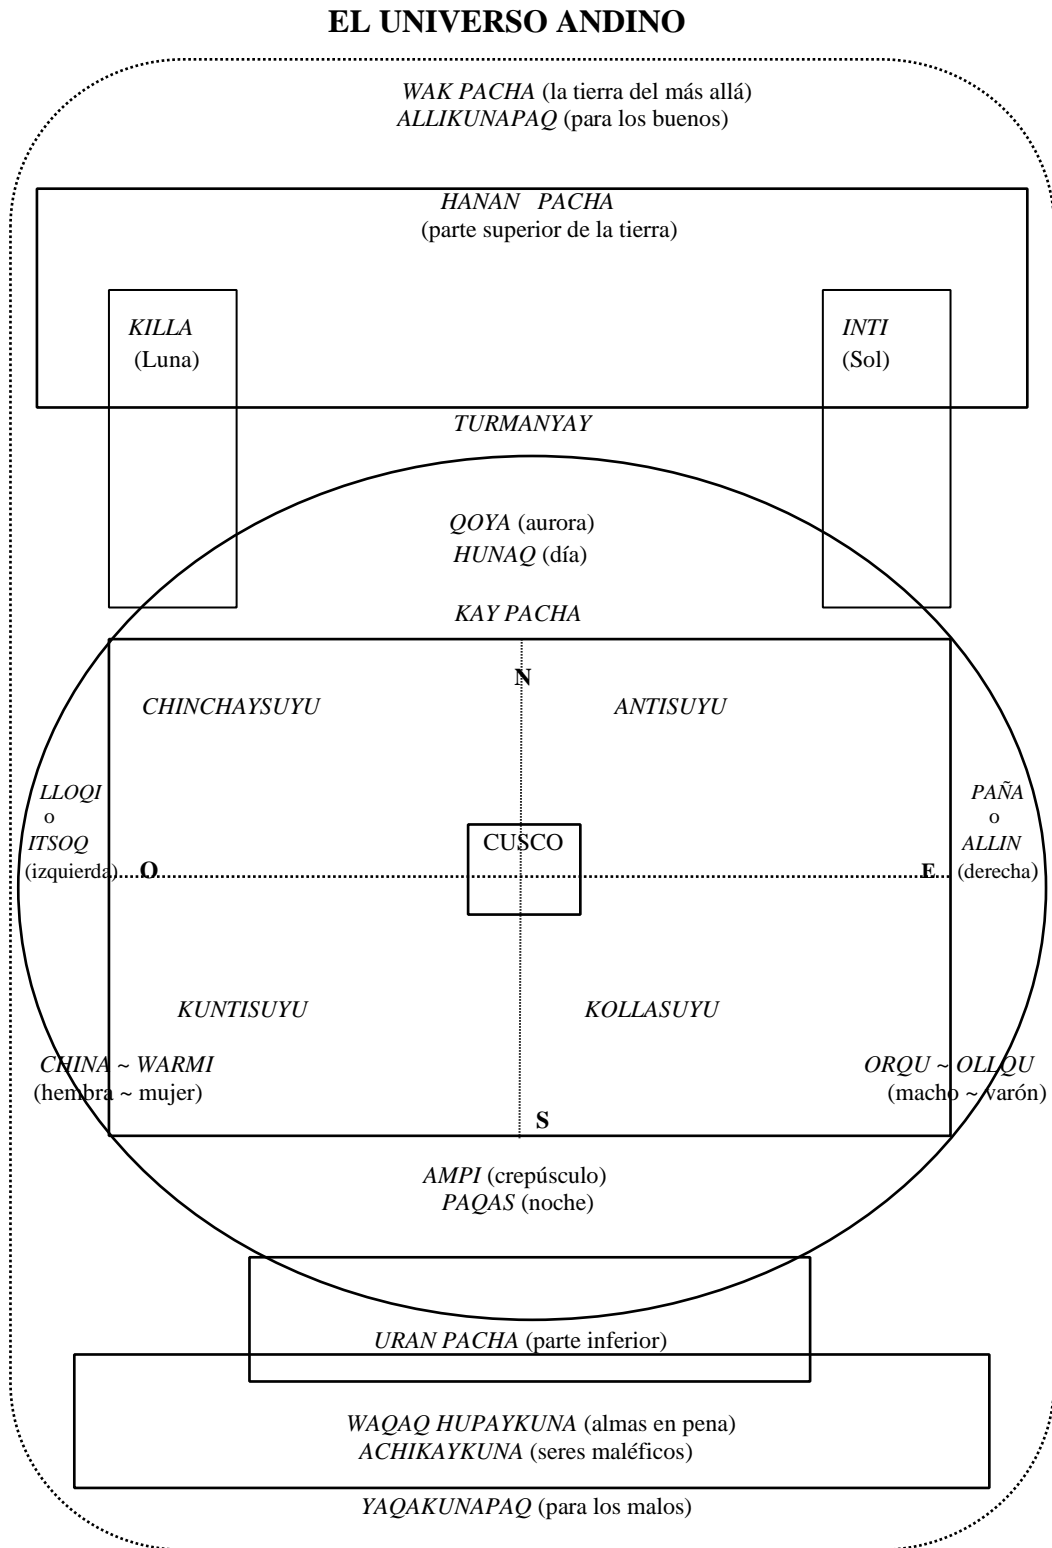 EL UNIVERSO ANDINO
WAK PACHA (la tierra del más allá)
ALLIKUNAPAQ (para los buenos)
HANAN PACHA
(parte superior de la tierra)
KILLA
(Luna)
INTI
(Sol)
TURMANYAY
QOYA (aurora)
HUNAQ (día)
KAY PACHA
N
CHINCHAYSUYU
ANTISUYU
LLOQI
o
ITSOQ
(izquierda)
O
CUSCO
E
PAÑA
o
ALLIN
(derecha)
KUNTISUYU
KOLLASUYU
CHINA ~ WARMI
(hembra ~ mujer)
ORQU ~ OLLQU
(macho ~ varón)
S
AMPI (crepúsculo)
PAQAS (noche)
URAN PACHA (parte inferior)
WAQAQ HUPAYKUNA (almas en pena)
ACHIKAYKUNA (seres maléficos)
YAQAKUNAPAQ (para los malos)